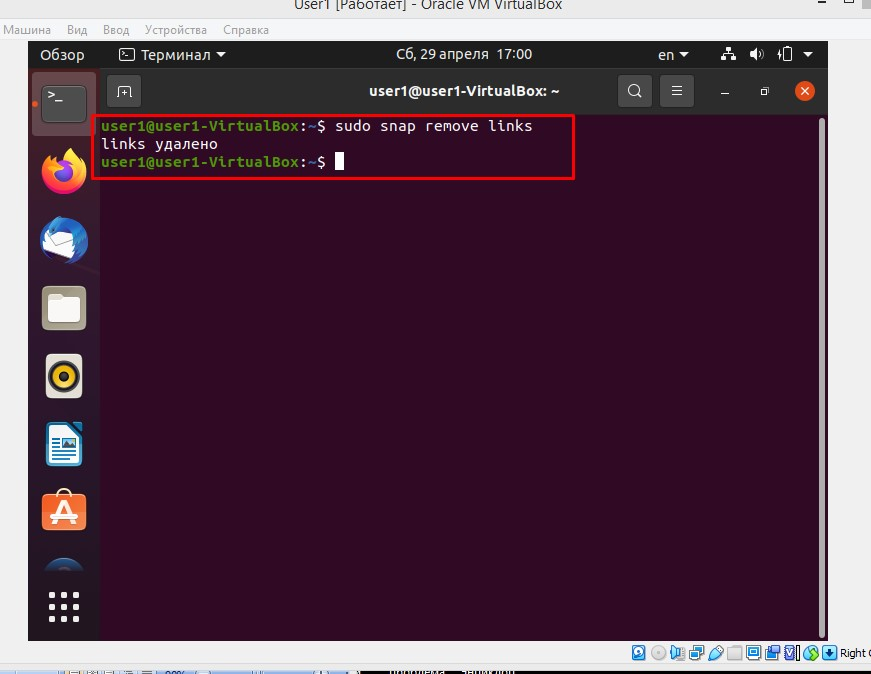 User1 [Работает] - Oracle VM VirtualBox
Машина Вид Ввод Устройства Справка
Обзор Терминал Сб, 29 апреля 17:00 en
user1@user1-VirtualBox: ~
user1@user1-VirtualBox:~$ sudo snap remove links
links удалено
user1@user1-VirtualBox:~$
Right